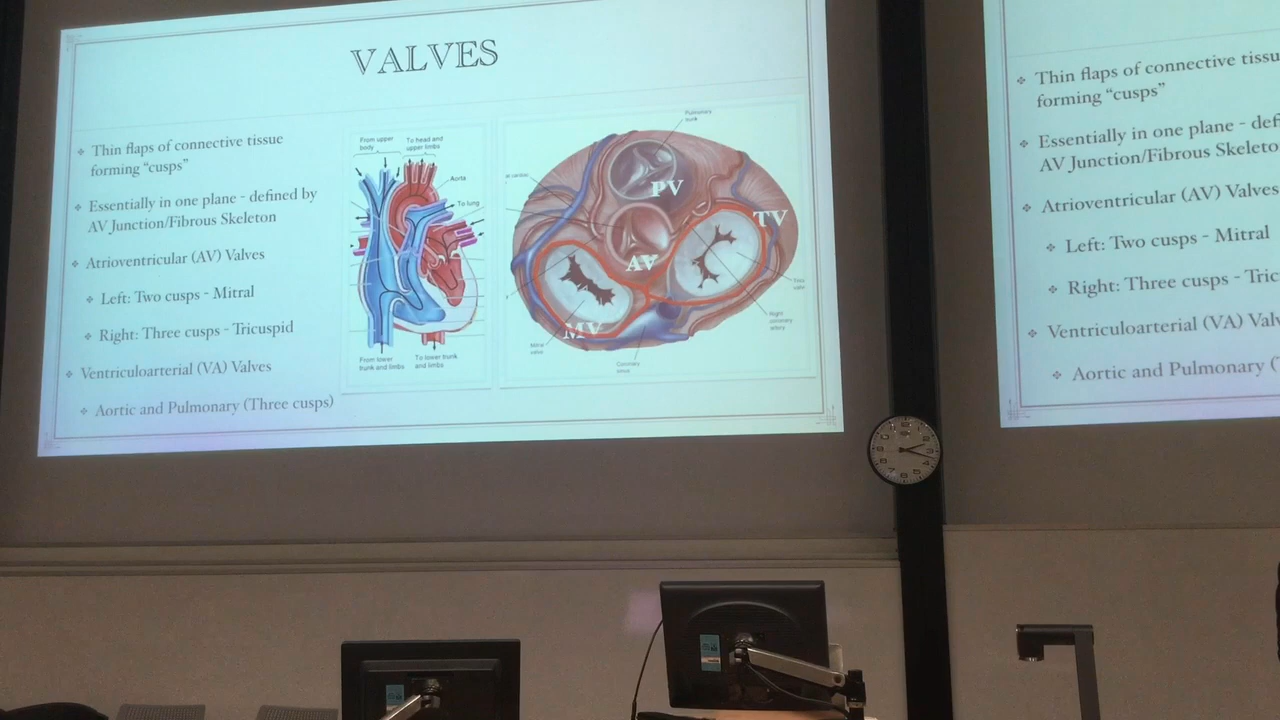 VALVES
Thin flaps of connective tissue
forming “cusps”
Essentially in one plane - defined by
AV Junction/Fibrous Skeleton
Atrioventricular (AV) Valves
Left: Two cusps - Mitral
Right: Three cusps - Tricuspid
Ventriculoarterial (VA) Valves
Aortic and Pulmonary (Three cusps)
From upper
body
To head and
upper limbs
Aorta
To lung
From lower
trunk and limbs
To lower trunk
and limbs
Pulmonary
trunk
PV
TV
AV
MV
Mitral
valve
Coronary
sinus
Right
coronary
artery
valve
Thin flaps of connective tissu
forming “cusps”
Essentially in one plane - defi
AV Junction/Fibrous Skeleto
Atrioventricular (AV) Valves
Left: Two cusps - Mitral
Right: Three cusps - Tric
Ventriculoarterial (VA) Valv
Aortic and Pulmonary (